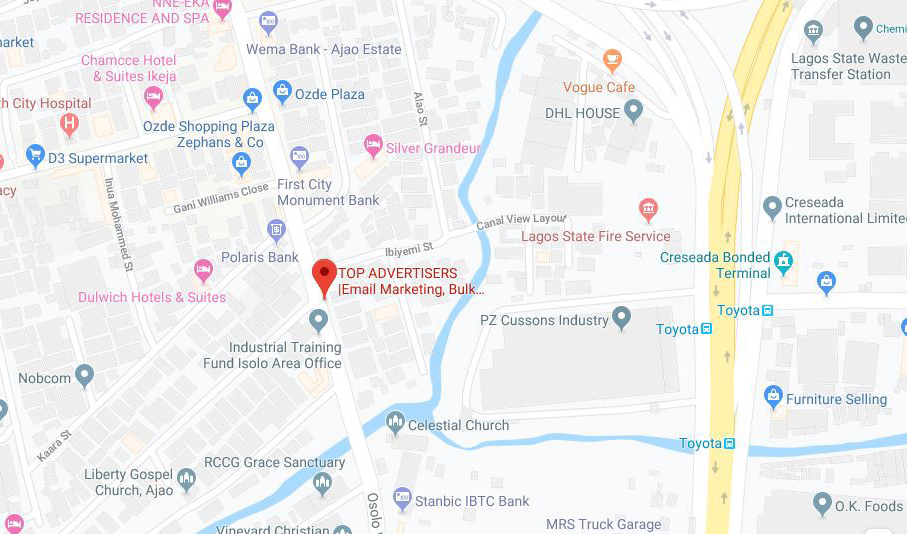 NNE-EKA
RESIDENCE AND SPA
market
Wema Bank - Ajao Estate
Chamcce Hotel
& Suites Ikeja
Ozde Plaza
th City Hospital
Ozde Shopping Plaza
Zephans & Co
D3 Supermarket
acy
Alao St
Silver Grandeur
First City
Monument Bank
Inua Mohammed St
Gani Williams Close
Polaris Bank
Ibiyemi St
Canal View Layout
Dulwich Hotels & Suites
TOP ADVERTISERS
|Email Marketing, Bulk...
Industrial Training
Fund Isolo Area Office
Nobcom
Kaara St
Liberty Gospel
Church, Ajao
RCCG Grace Sanctuary
Vineyard Christian
Osolo
Celestial Church
Stanbic IBTC Bank
MRS Truck Garage
Vogue Cafe
DHL HOUSE
Lagos State Fire Service
PZ Cussons Industry
Chemi
Lagos State Waste
Transfer Station
Creseada
International Limite
Creseada Bonded
Terminal
Toyota
Toyota
Furniture Selling
Toyota
O.K. Foods